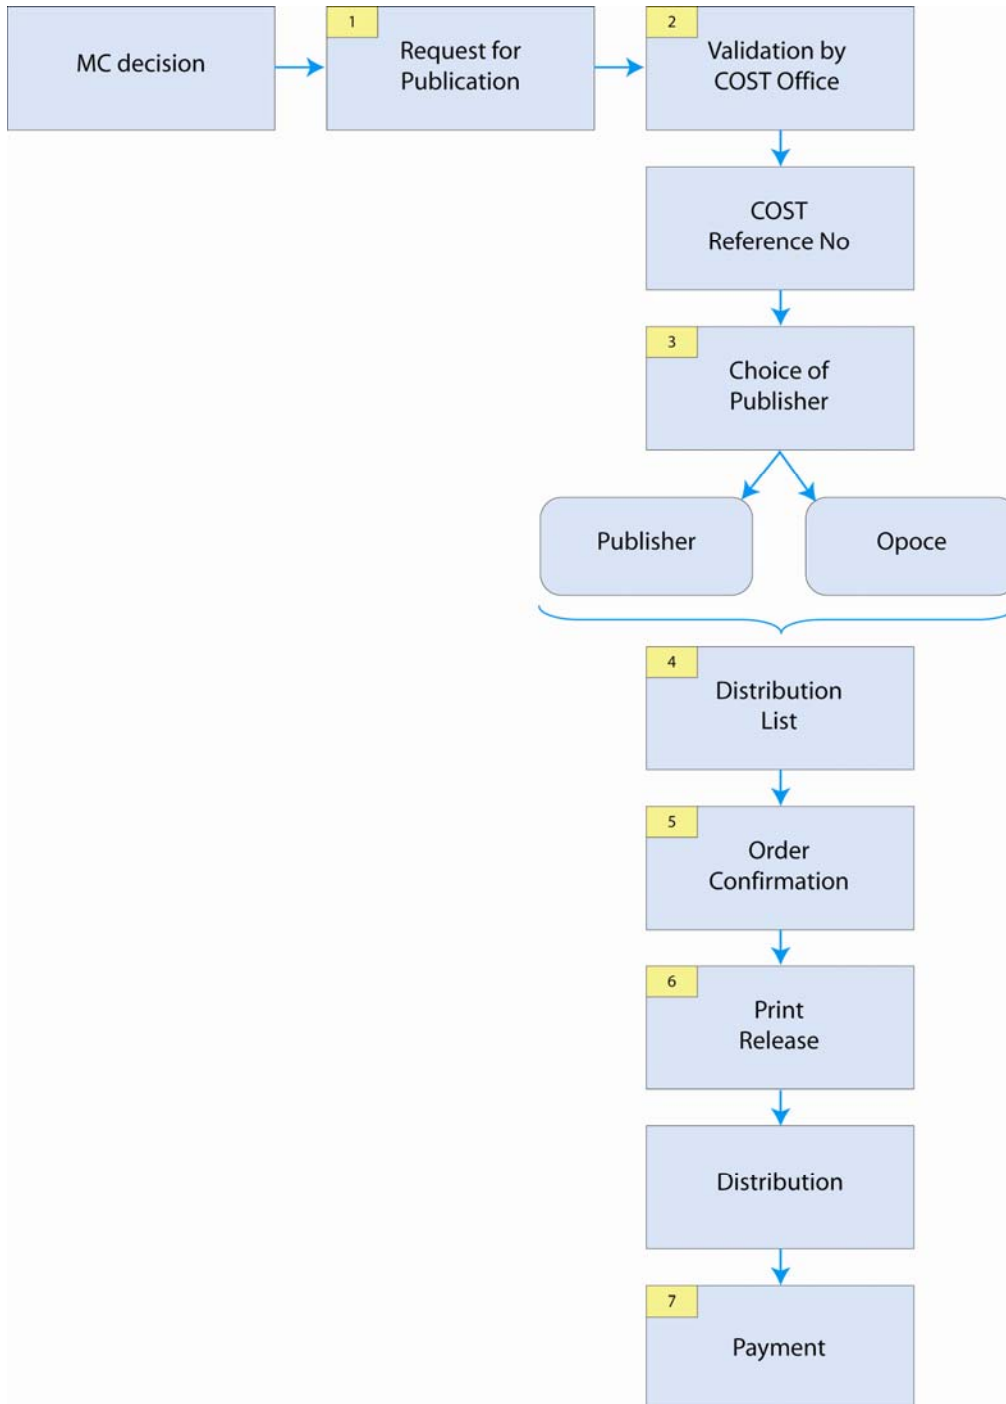 MC decision
1
Request for
Publication
2
Validation by
COST Office
COST
Reference No
3
Choice of
Publisher
Publisher
Opoce
4
Distribution
List
5
Order
Confirmation
6
Print
Release
Distribution
7
Payment